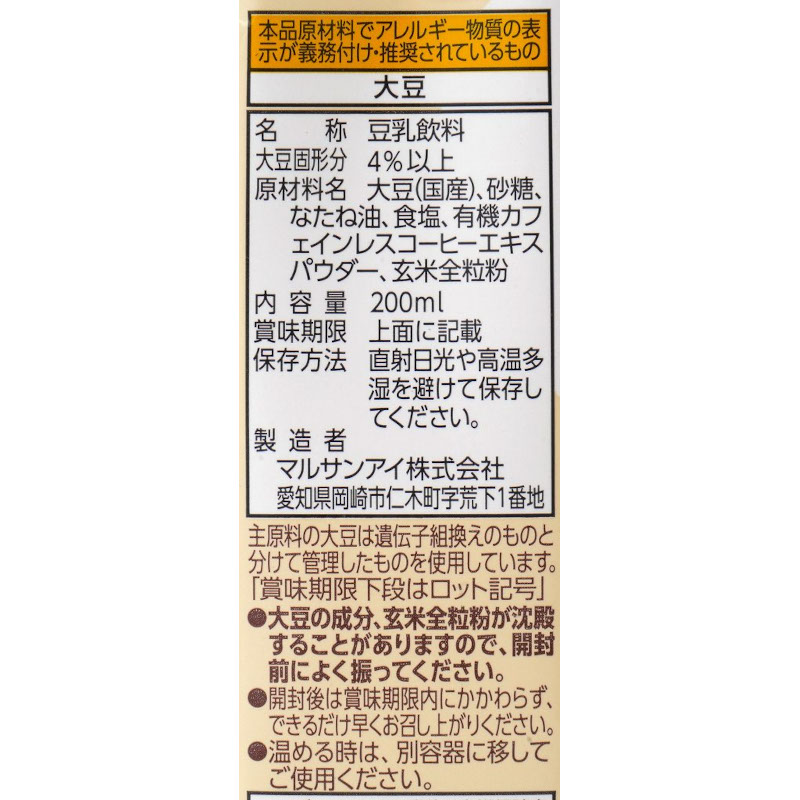 本品原材料でアレルギー物質の表
示が義務付け・推奨されているもの
大豆
名 称 豆乳飲料
大豆固形分 4%以上
原材料名 大豆(国産)、砂糖、
なたね油、食塩、有機カフ
ェインレスコーヒーエキス
パウダー、玄米全粒粉
内容量 200ml
賞味期限 上面に記載
保存方法 直射日光や高温多
湿を避けて保存し
てください。
製造者
マルサンアイ株式会社
愛知県岡崎市仁木町字荒下1番地
主原料の大豆は遺伝子組換えのものと
分けて管理したものを使用しています。
「賞味期限下段はロット記号」
●大豆の成分、玄米全粒粉が沈殿
することがありますので、開封
前によく振ってください。
●開封後は賞味期限内にかかわらず、
できるだけ早くお召し上がりください。
●温める時は、別容器に移して
ご使用ください。